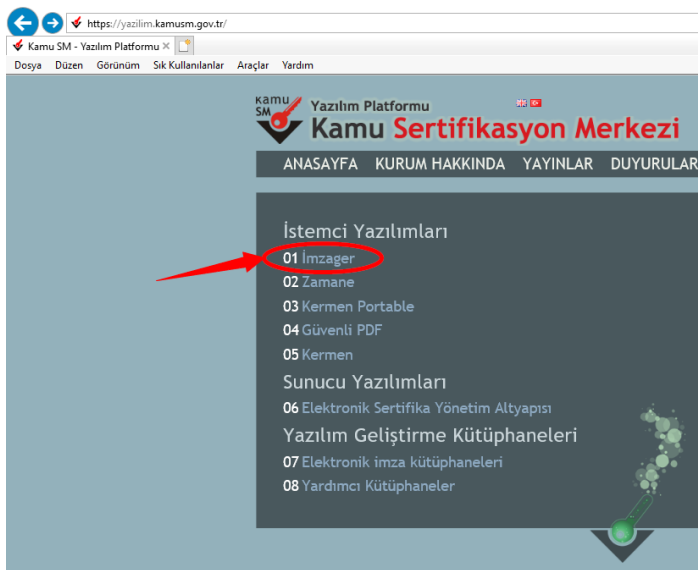 https://yazilim.kamusm.gov.tr/
Kamu SM - Yazılım Platformu ×
Dosya Düzen Görünüm Sık Kullanılanlar Araçlar Yardım
Kamu SM
Yazılım Platformu
Kamu Sertifikasyon Merkezi
ANASAYFA KURUM HAKKINDA YAYINLAR DUYURULAR
İstemci Yazılımları
01 İmzager
02 Zamane
03 Kermen Portable
04 Güvenli PDF
05 Kermen
Sunucu Yazılımları
06 Elektronik Sertifika Yönetim Altyapısı
Yazılım Geliştirme Kütüphaneleri
07 Elektronik imza kütüphaneleri
08 Yardımcı Kütüphaneler